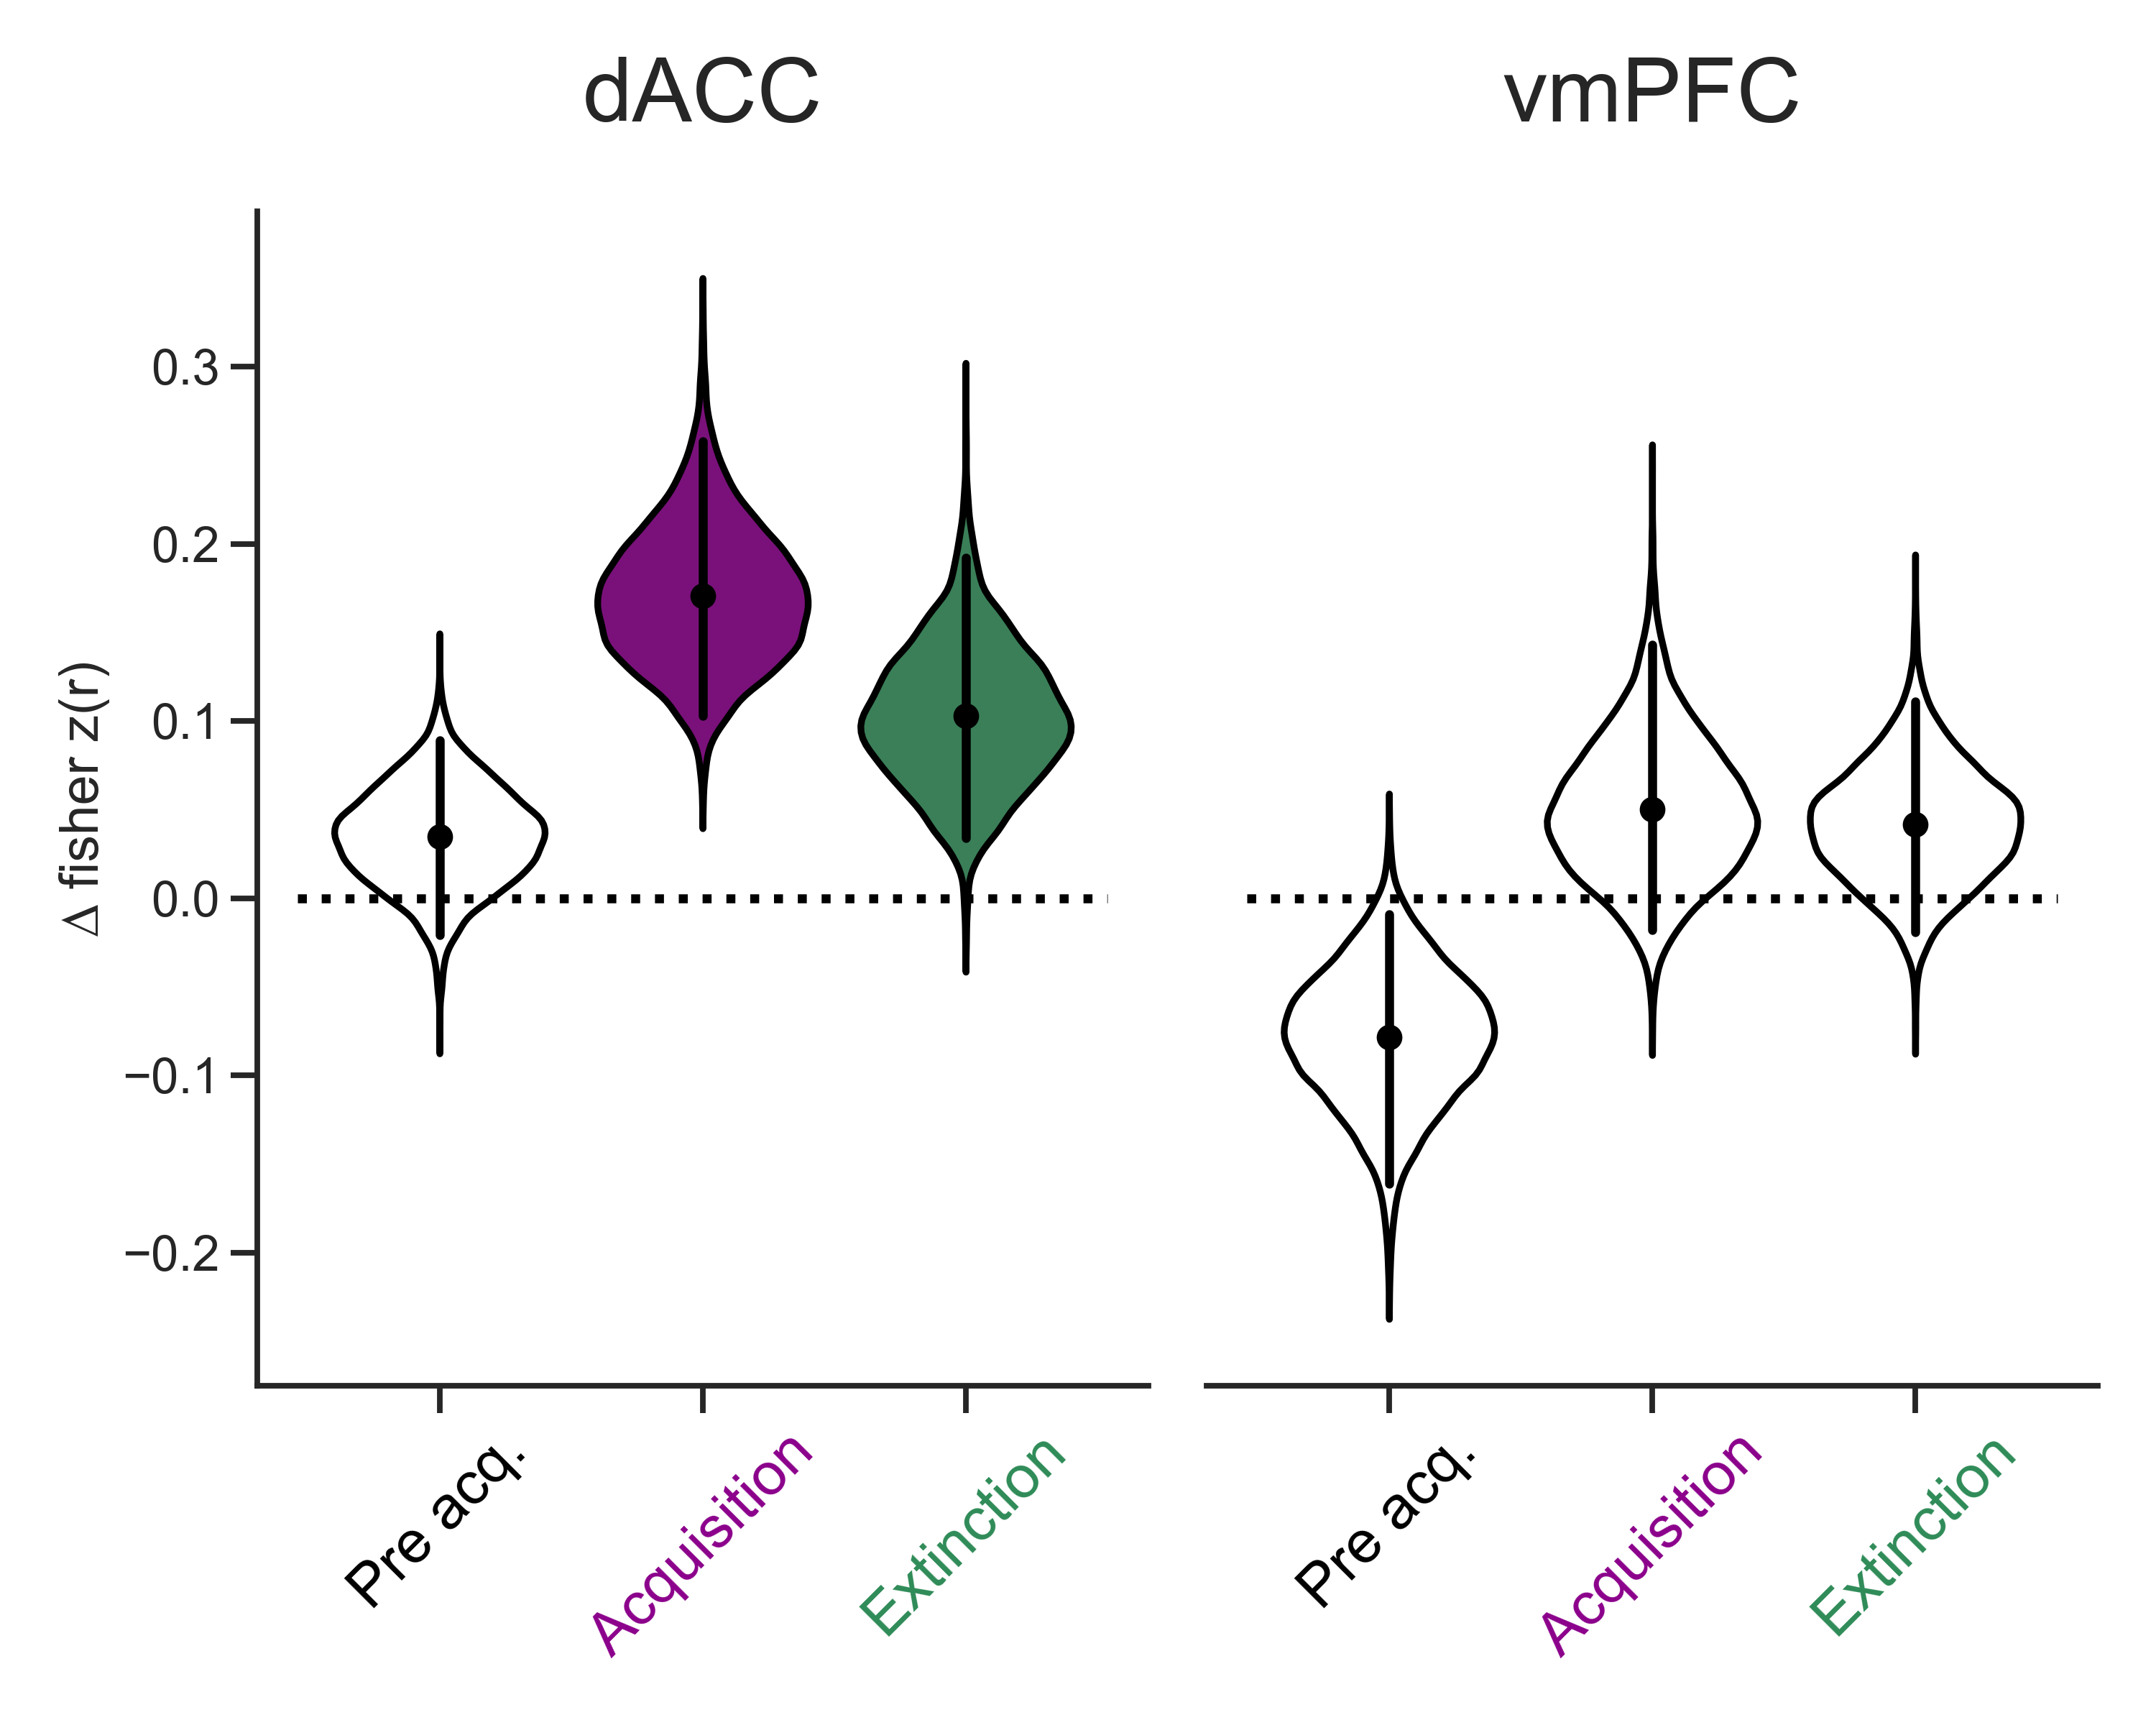 dACC
vmPFC
Δ fisher z(r)
0.3
0.2
0.1
0.0
−0.1
−0.2
Pre acq.
Acquisition
Extinction
Pre acq.
Acquisition
Extinction